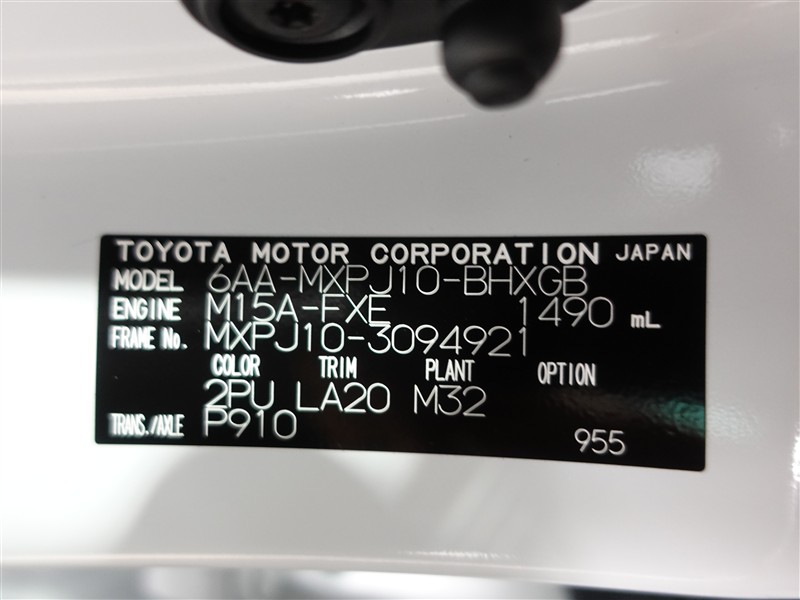 TOYOTA MOTOR CORPORATION JAPAN
MODEL 6AA-MXPJ10-BHXGB
ENGINE M15A-FXE 1490 mL
FRAME No. MXPJ10-3094921
COLOR TRIM PLANT OPTION
2PU LA20 M32
TRANS./AXLE P910 955